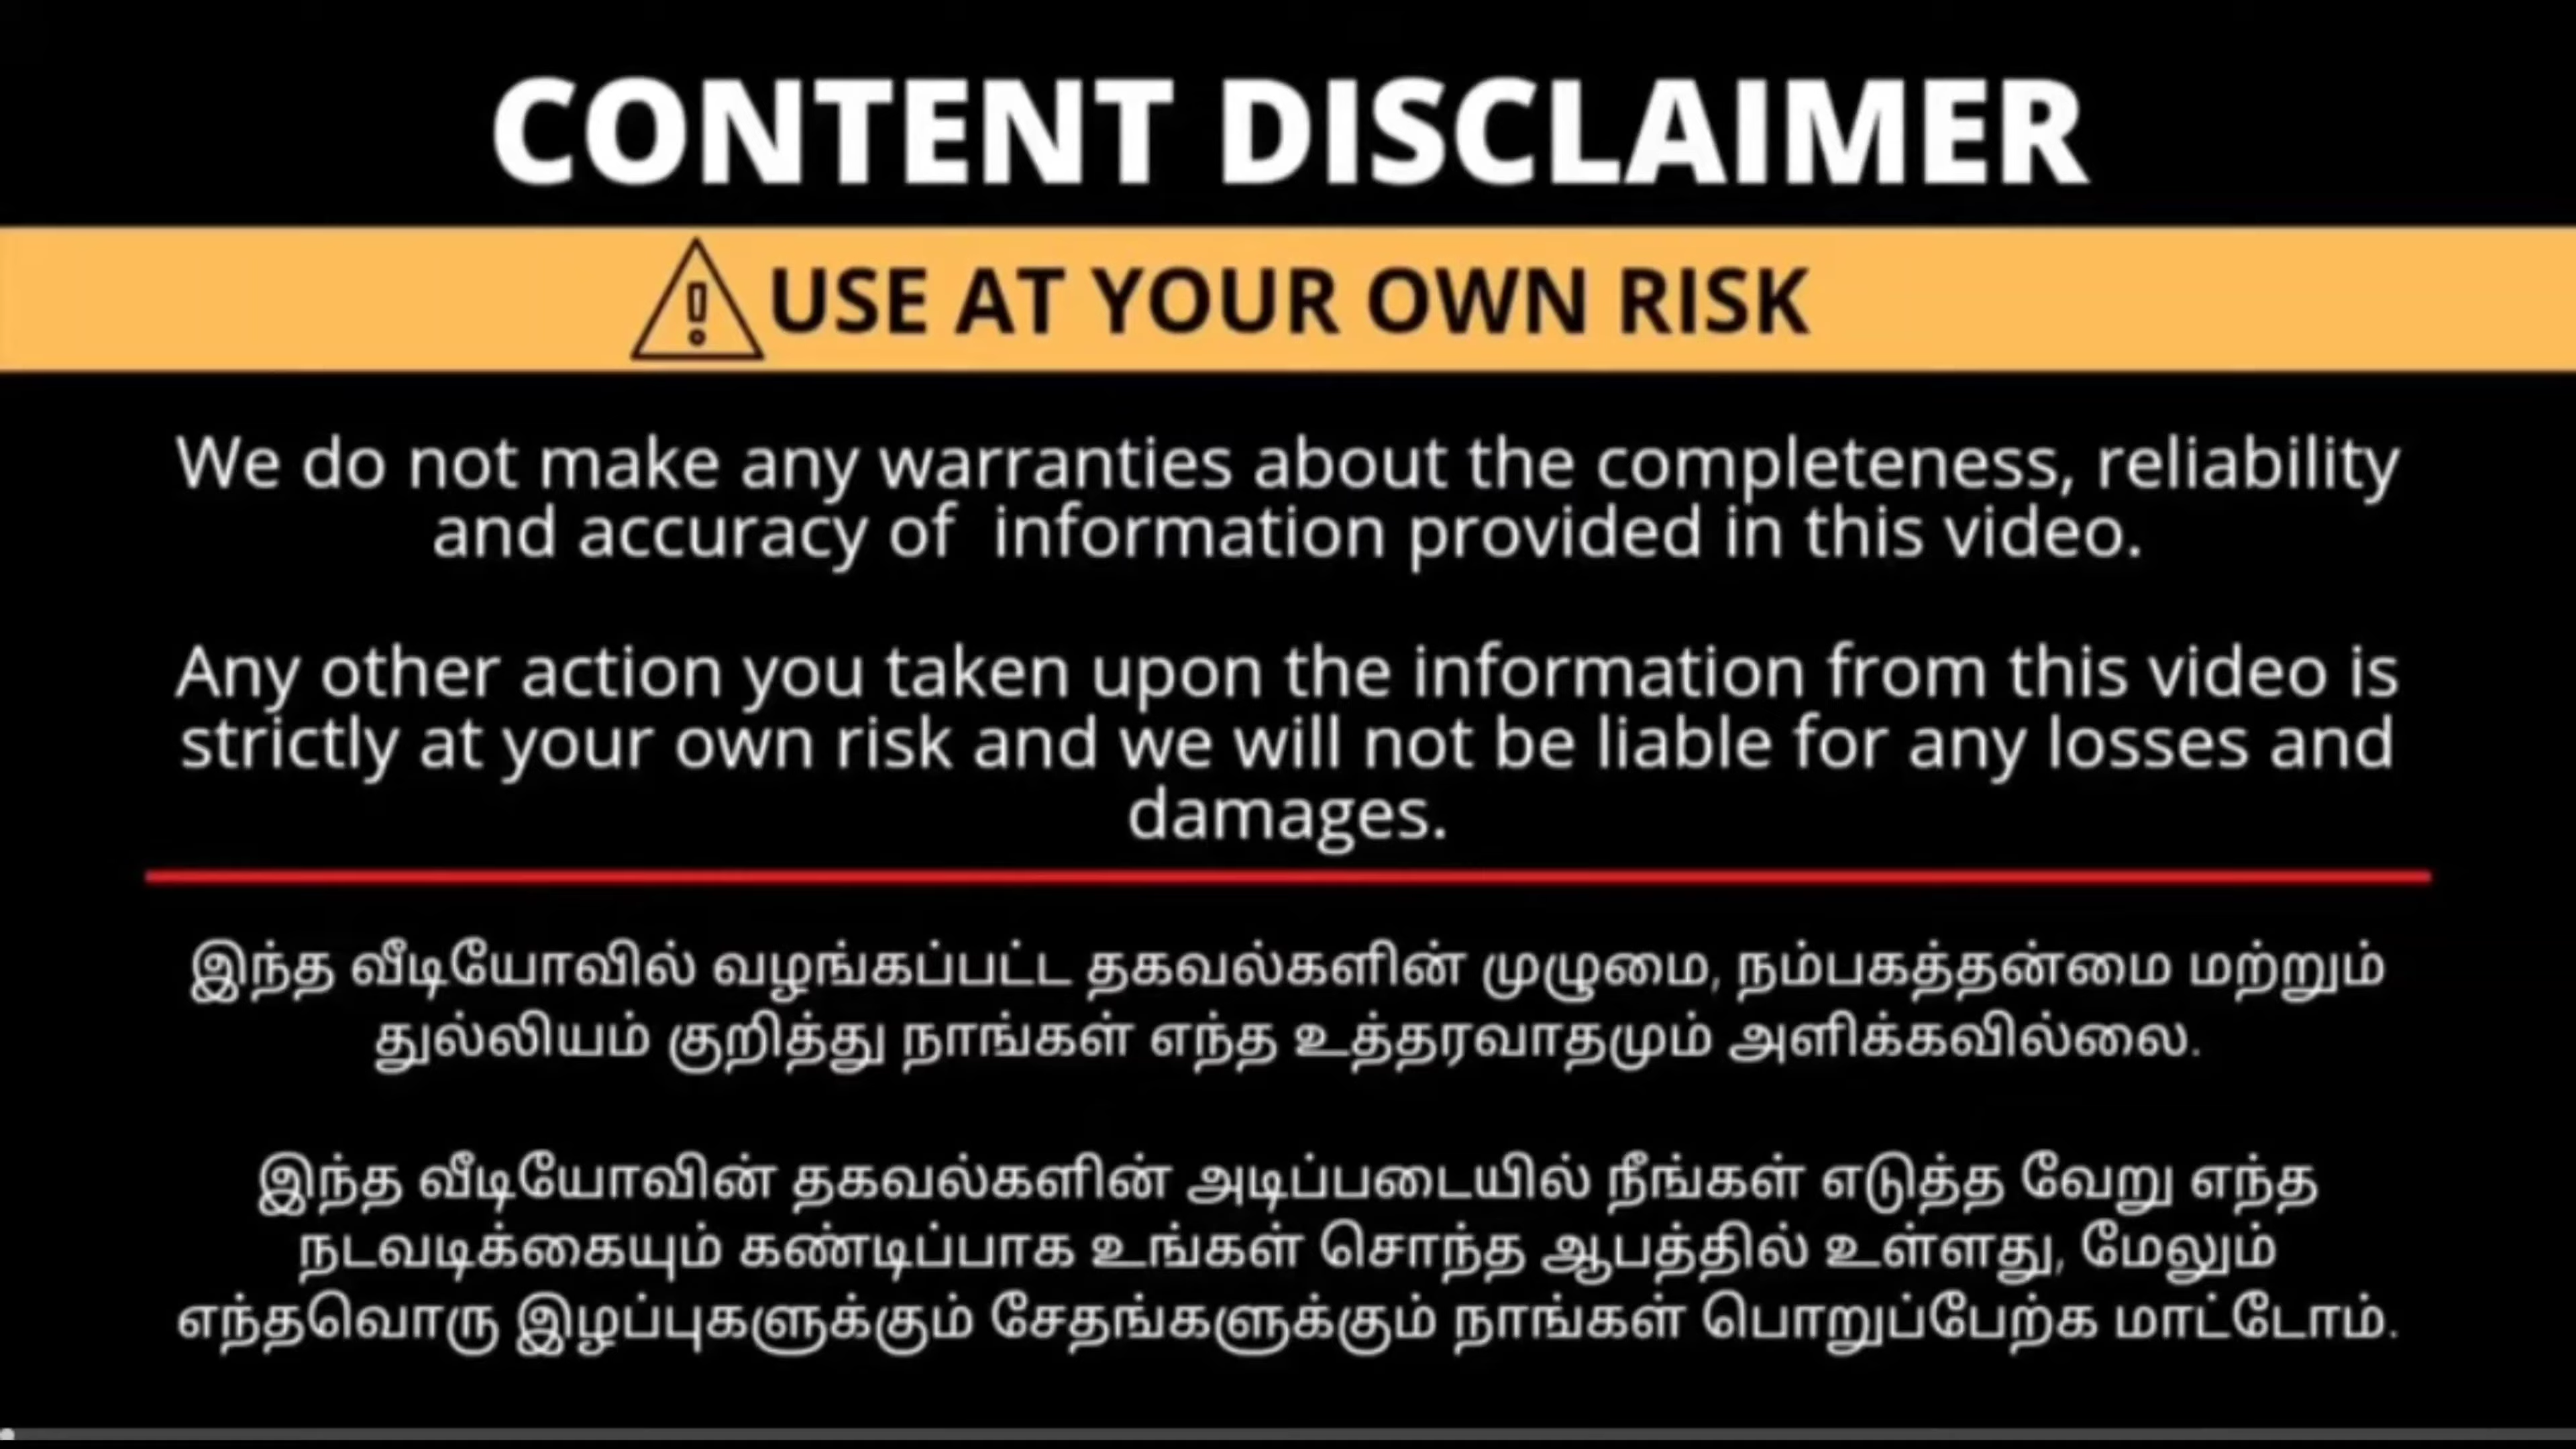 CONTENT DISCLAIMER
USE AT YOUR OWN RISK
We do not make any warranties about the completeness, reliability
and accuracy of  information provided in this video.
Any other action you taken upon the information from this video is
strictly at your own risk and we will not be liable for any losses and
damages.
இந்த வீடியோவில் வழங்கப்பட்ட தகவல்களின் முழுமை, நம்பகத்தன்மை மற்றும்
துல்லியம் குறித்து நாங்கள் எந்த உத்தரவாதமும் அளிக்கவில்லை.
இந்த வீடியோவின் தகவல்களின் அடிப்படையில் நீங்கள் எடுத்த வேறு எந்த
நடவடிக்கையும் கண்டிப்பாக உங்கள் சொந்த ஆபத்தில் உள்ளது, மேலும்
எந்தவொரு இழப்புகளுக்கும் சேதங்களுக்கும் நாங்கள் பொறுப்பேற்க மாட்டோம்.